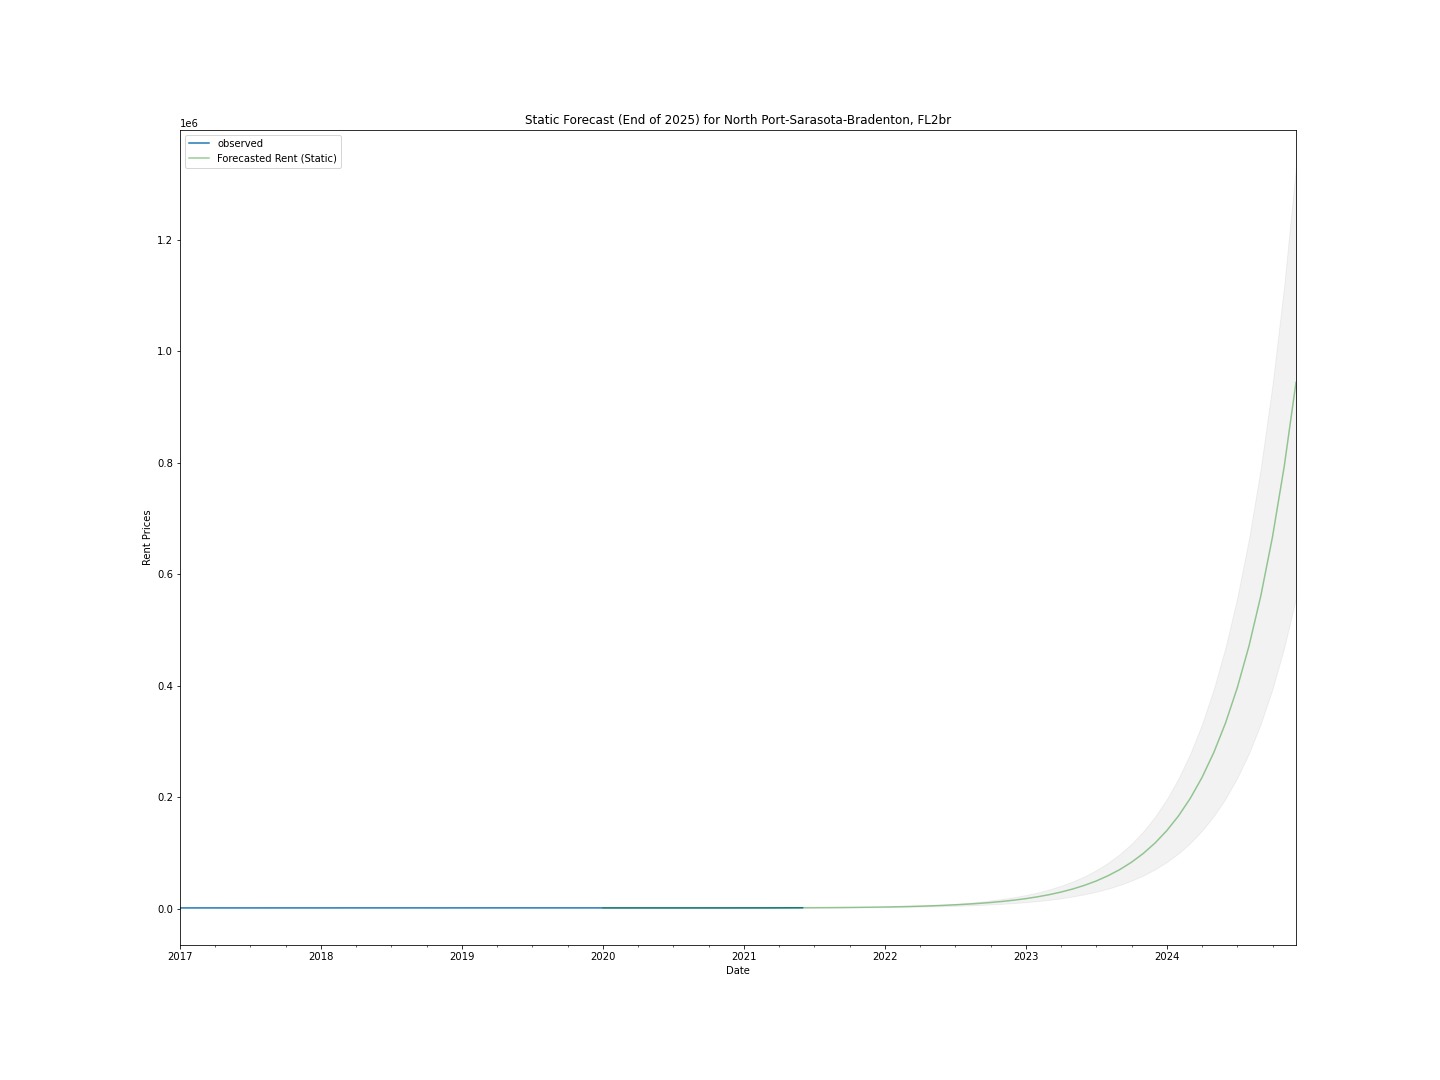 Static Forecast (End of 2025) for North Port-Sarasota-Bradenton, FL2br
1e6
observed
Forecasted Rent (Static)
1.2
1.0
0.8
0.6
0.4
0.2
0.0
Rent Prices
2017 2018 2019 2020 2021 2022 2023 2024
Date